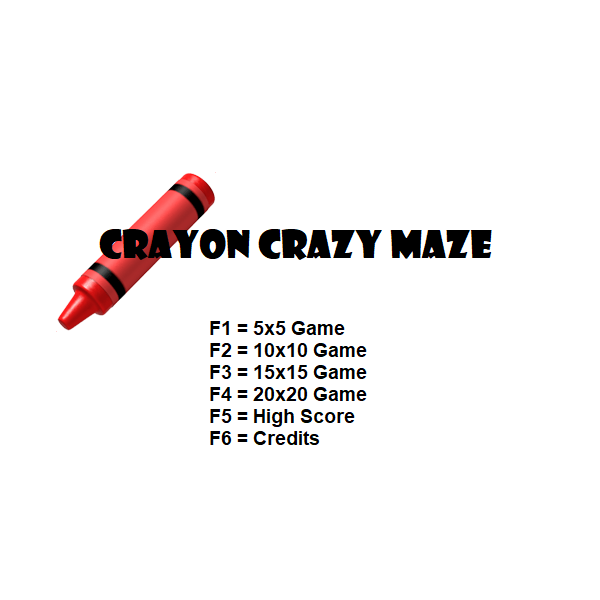 CRAYON CRAZY MAZE
F1 = 5x5 Game
F2 = 10x10 Game
F3 = 15x15 Game
F4 = 20x20 Game
F5 = High Score
F6 = Credits